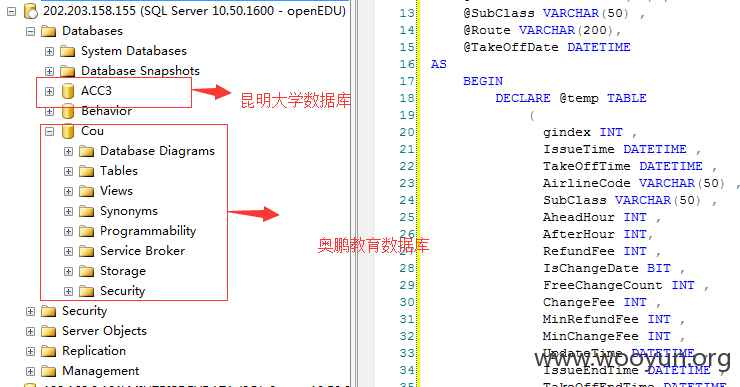 202.203.158.155 (SQL Server 10.50.1600 - openEDU)
Databases
System Databases
Database Snapshots
ACC3
昆明大学数据库
Behavior
Cou
Database Diagrams
Tables
Views
Synonyms
Programmability
奥鹏教育数据库
Service Broker
Storage
Security
Security
Server Objects
Replication
Management
13 @SubClass VARCHAR(50) ,
14 @Route VARCHAR(200),
15 @TakeOffDate DATETIME
16 AS
17 BEGIN
18 DECLARE @temp TABLE
19 (
20 gindex INT ,
21 IssueTime DATETIME ,
22 TakeOffTime DATETIME ,
23 AirlineCode VARCHAR(50) ,
24 SubClass VARCHAR(50) ,
25 AheadHour INT ,
26 AfterHour INT,
27 RefundFee INT ,
28 IsChangeDate BIT ,
29 FreeChangeCount INT ,
30 ChangeFee INT ,
31 MinRefundFee INT ,
32 MinChangeFee INT ,
33 UpdateTime DATETIME
34 IssueEndTime DATETIME ,
35 TakeOffEndTime DATETIME
www.wooyun.org